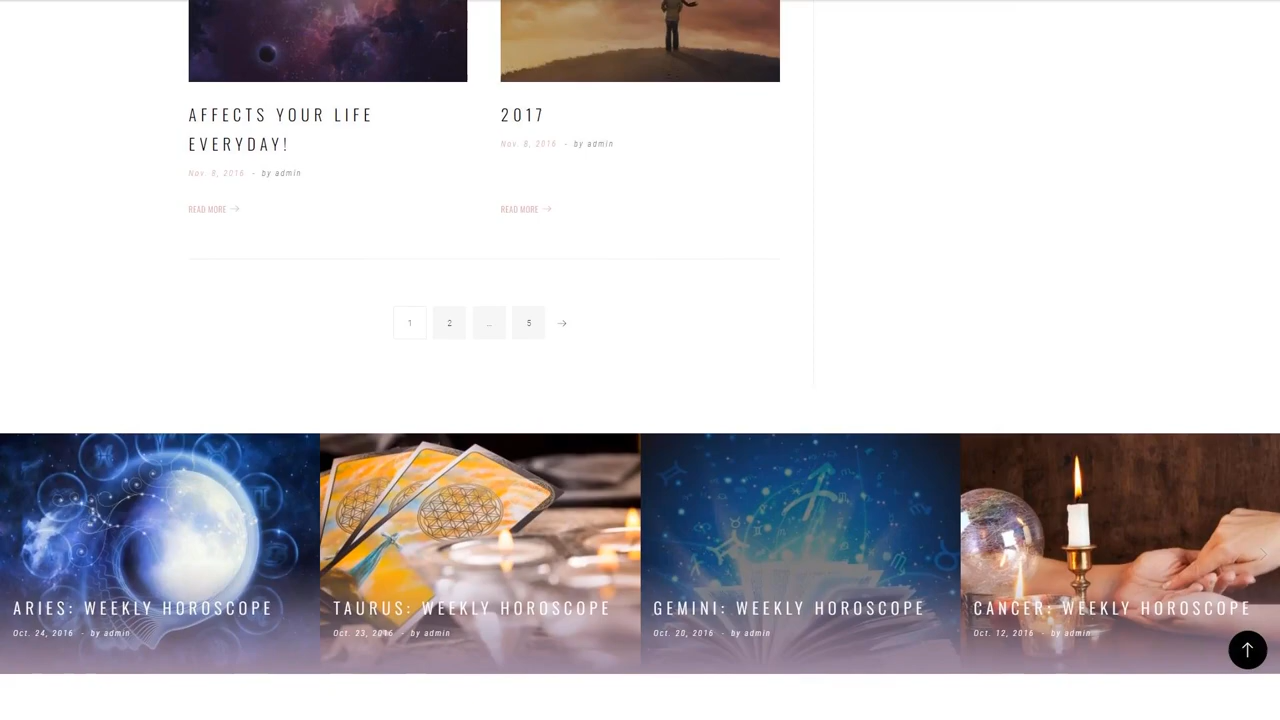 AFFECTS YOUR LIFE
EVERYDAY!
Nov. 8, 2016 - by admin
READ MORE
2017
Nov. 8, 2016 - by admin
READ MORE
1 2 … 5
ARIES: WEEKLY HOROSCOPE
Oct. 24, 2016 - by admin
TAURUS: WEEKLY HOROSCOPE
Oct. 23, 2016 - by admin
GEMINI: WEEKLY HOROSCOPE
Oct. 20, 2016 - by admin
CANCER: WEEKLY HOROSCOPE
Oct. 12, 2016 - by admin